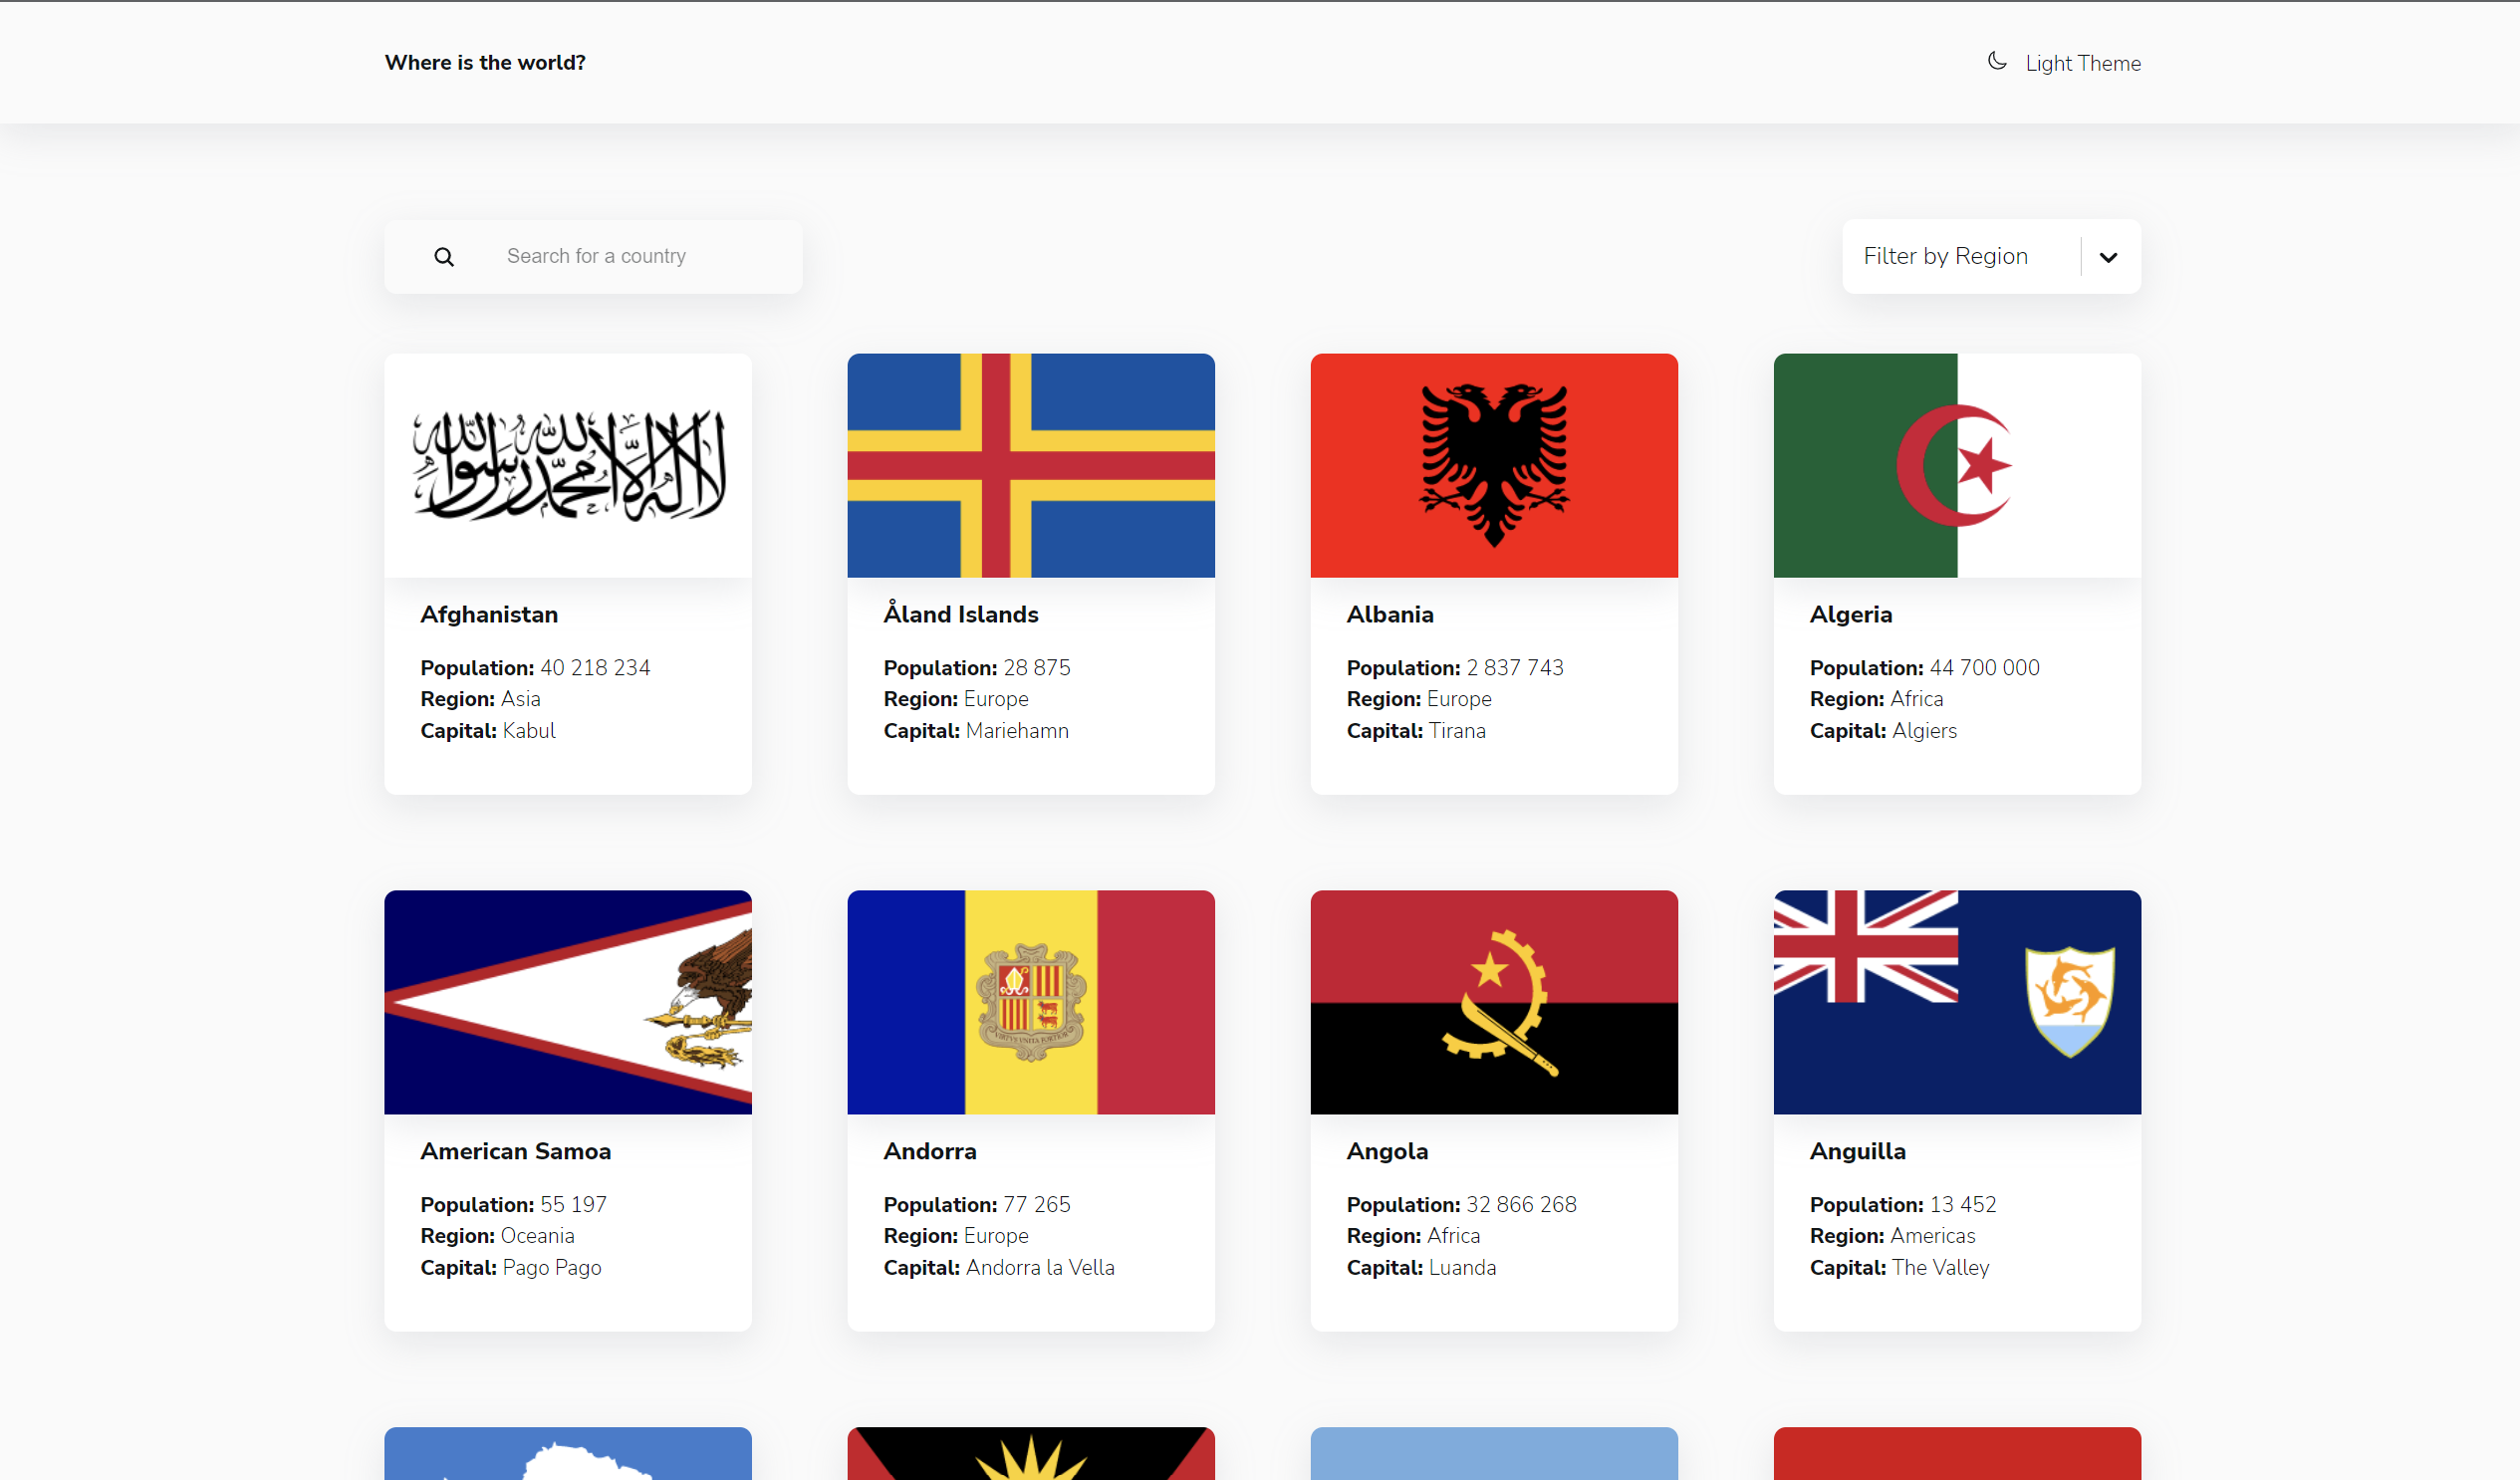 Where is the world?
Light Theme
Search for a country
Filter by Region
لا إله إلا الله محمد رسول الله
Afghanistan
Population: 40 218 234
Region: Asia
Capital: Kabul
Åland Islands
Population: 28 875
Region: Europe
Capital: Mariehamn
Albania
Population: 2 837 743
Region: Europe
Capital: Tirana
Algeria
Population: 44 700 000
Region: Africa
Capital: Algiers
VIRTVS VNITA FORTIOR
American Samoa
Population: 55 197
Region: Oceania
Capital: Pago Pago
Andorra
Population: 77 265
Region: Europe
Capital: Andorra la Vella
Angola
Population: 32 866 268
Region: Africa
Capital: Luanda
Anguilla
Population: 13 452
Region: Americas
Capital: The Valley